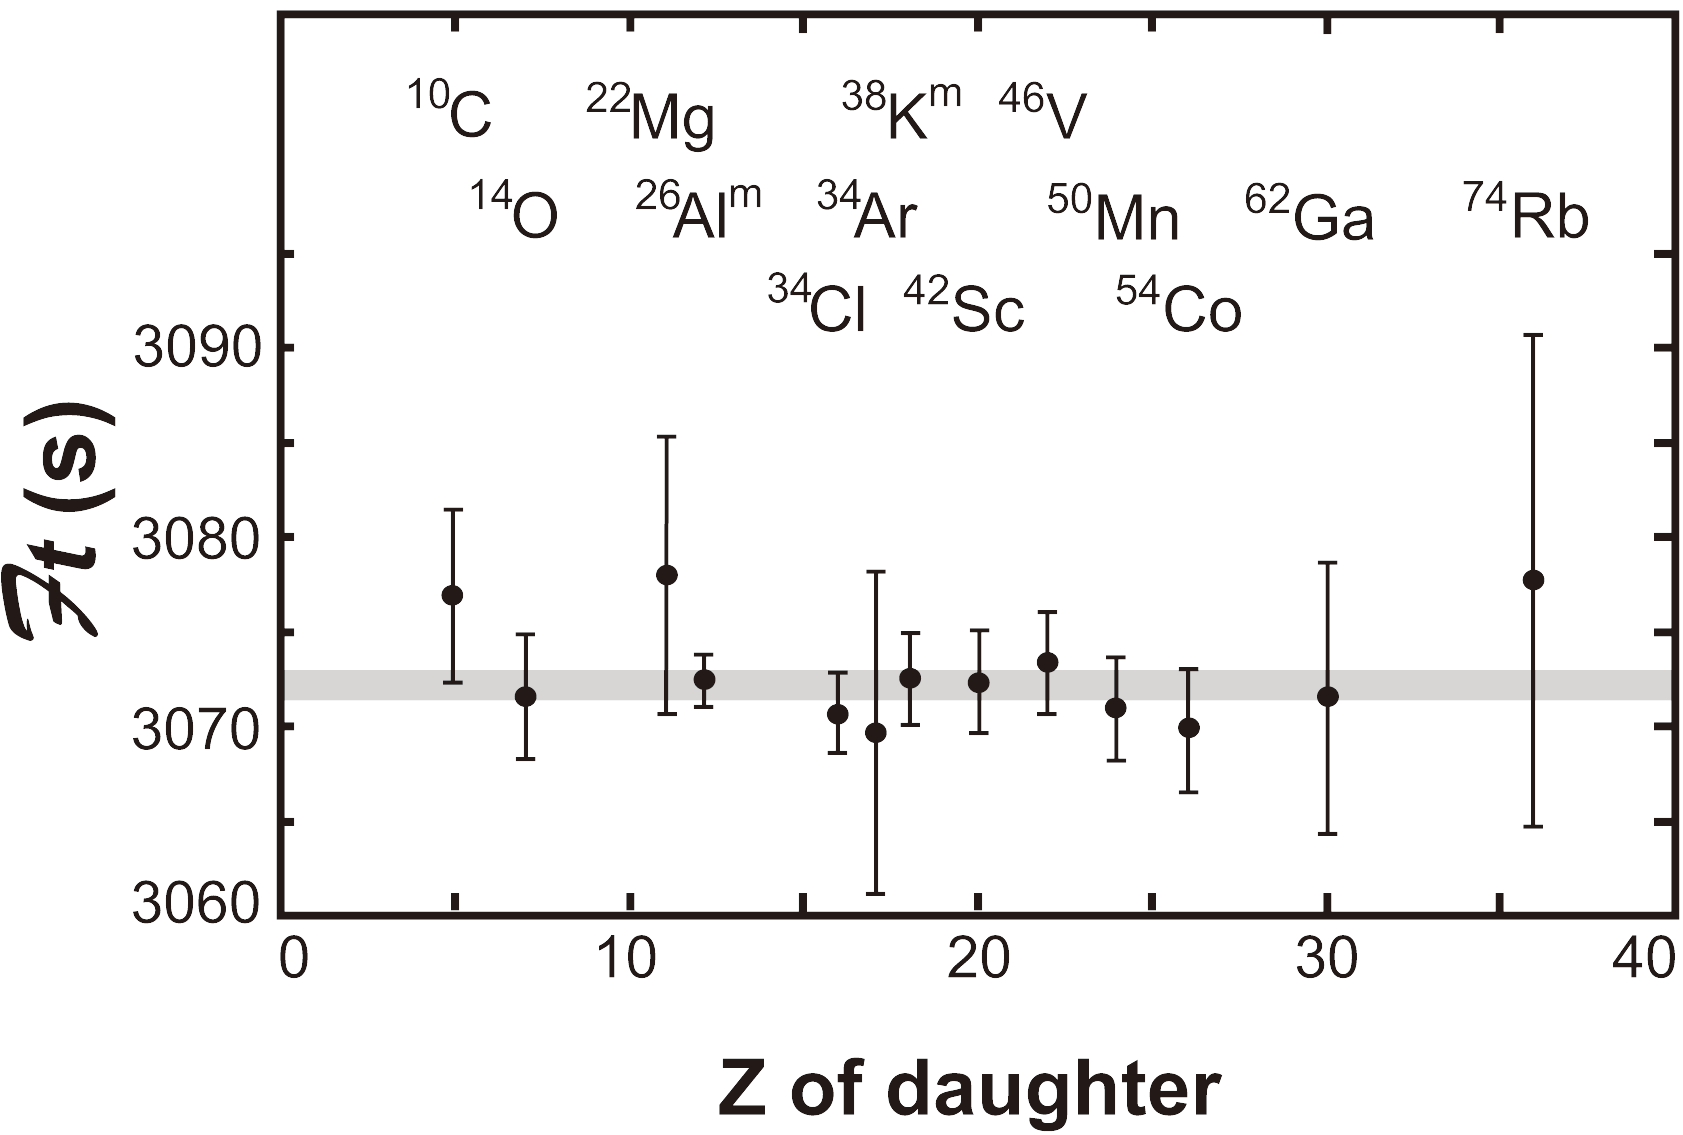 ¹⁰C ²²Mg ³⁸Kᵐ ⁴⁶V
¹⁴O ²⁶Alᵐ ³⁴Ar ⁵⁰Mn ⁶²Ga ⁷⁴Rb
³⁴Cl ⁴²Sc ⁵⁴Co
3090
3080
3070
3060
ℱt (s)
0 10 20 30 40
Z of daughter